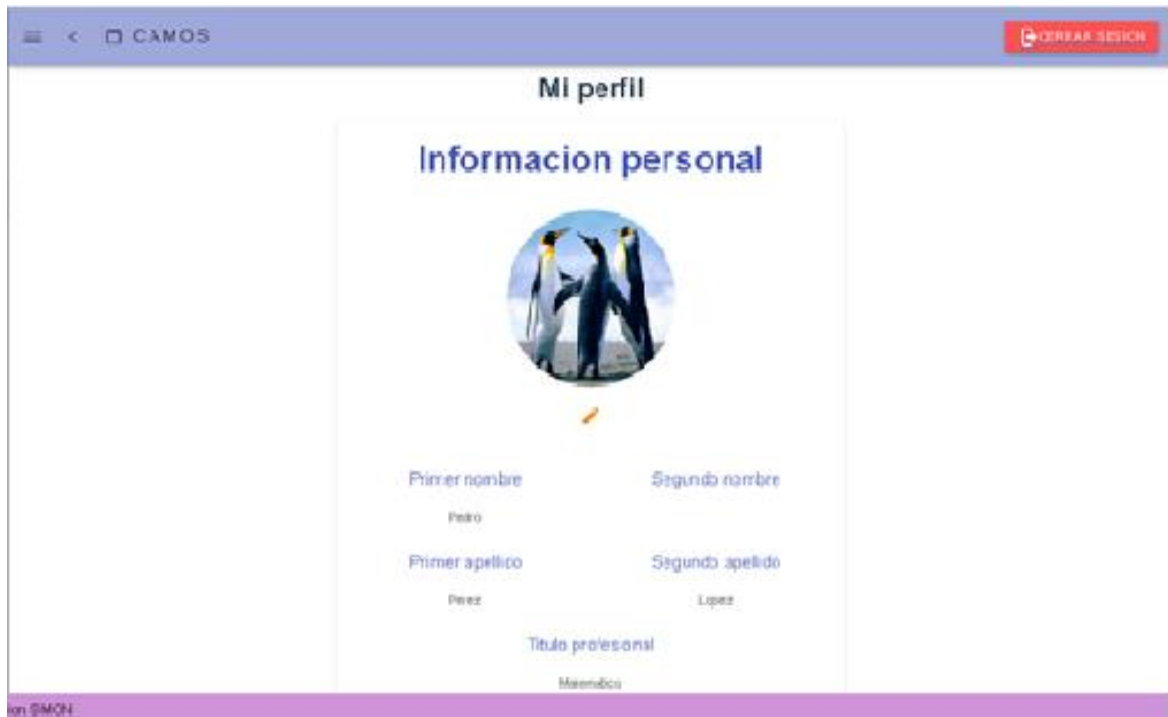 CAMOS
CERRAR SESION
Mi perfil
Informacion personal
Primer nombre
Segundo nombre
Pedro
Primer apellido
Segundo apellido
Perez
Lopez
Titulo profesional
Matematico
SIMON